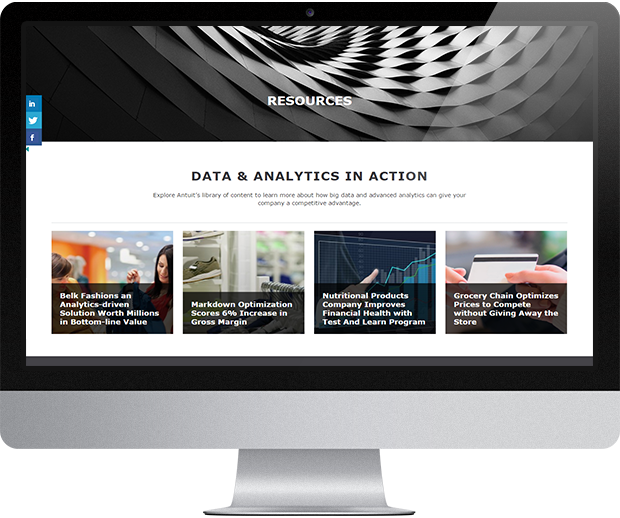 RESOURCES
in
f
DATA & ANALYTICS IN ACTION
Explore Antuit's library of content to learn more about how big data and advanced analytics can give your
company a competitive advantage.
Belk Fashions an
Analytics-driven
Solution Worth Millions
in Bottom-line Value
Markdown Optimization
Scores 6% Increase in
Gross Margin
Nutritional Products
Company Improves
Financial Health with
Test And Learn Program
Grocery Chain Optimizes
Prices to Compete
without Giving Away the
Store